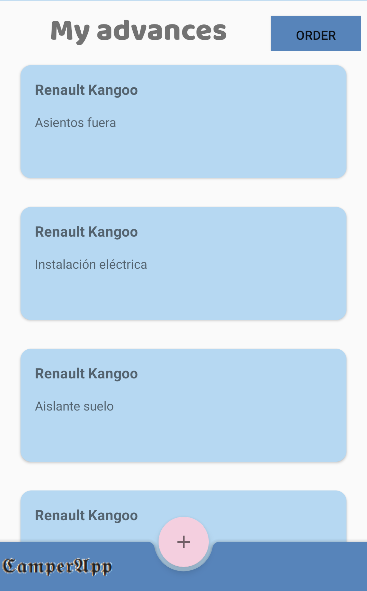 My advances
ORDER
Renault Kangoo
Asientos fuera
Renault Kangoo
Instalación eléctrica
Renault Kangoo
Aislante suelo
Renault Kangoo
+
CamperApp